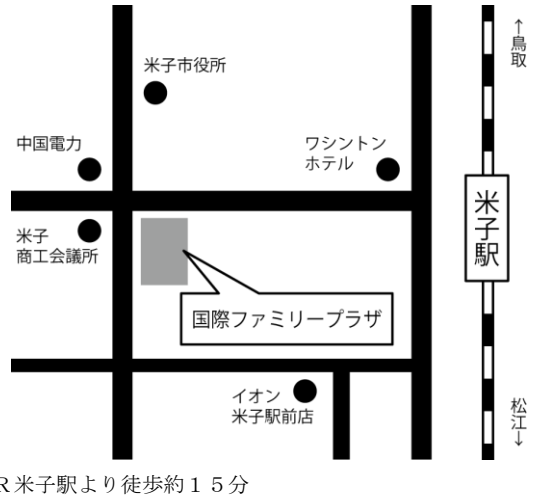 米子市役所
↑鳥取
中国電力
ワシントン
ホテル
米子駅
米子
商工会議所
国際ファミリープラザ
イオン
米子駅前店
松江↓
R米子駅より徒歩約１５分